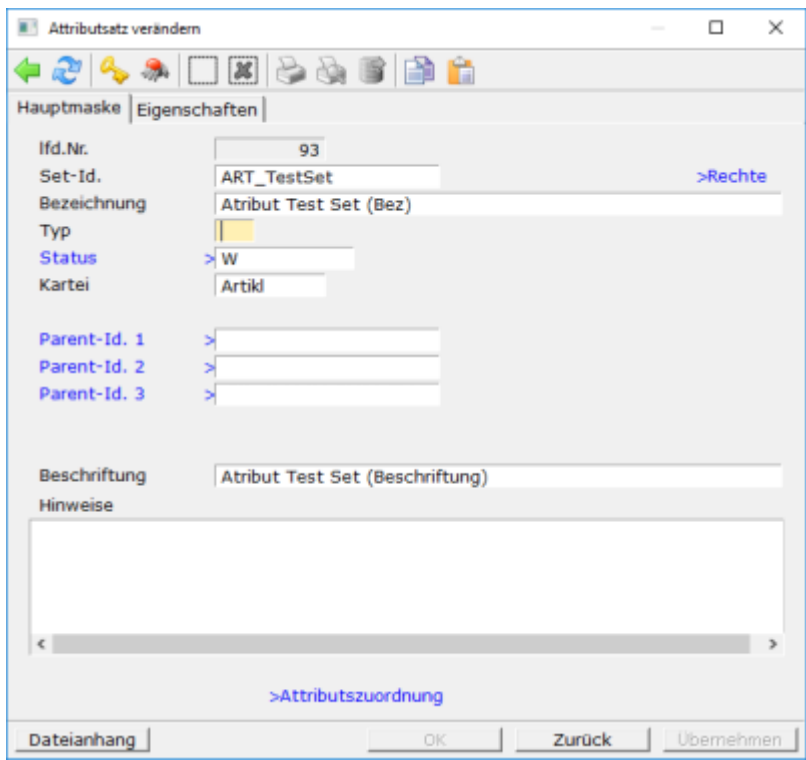 Attributsatz verändern
Hauptmaske Eigenschaften
lfd.Nr. 93
Set-Id. ART_TestSet >Rechte
Bezeichnung Atribut Test Set (Bez)
Typ
Status > W
Kartei Artikl
Parent-Id. 1 >
Parent-Id. 2 >
Parent-Id. 3 >
Beschriftung Atribut Test Set (Beschriftung)
Hinweise
>Attributszuordnung
Dateianhang OK Zurück Übernehmen